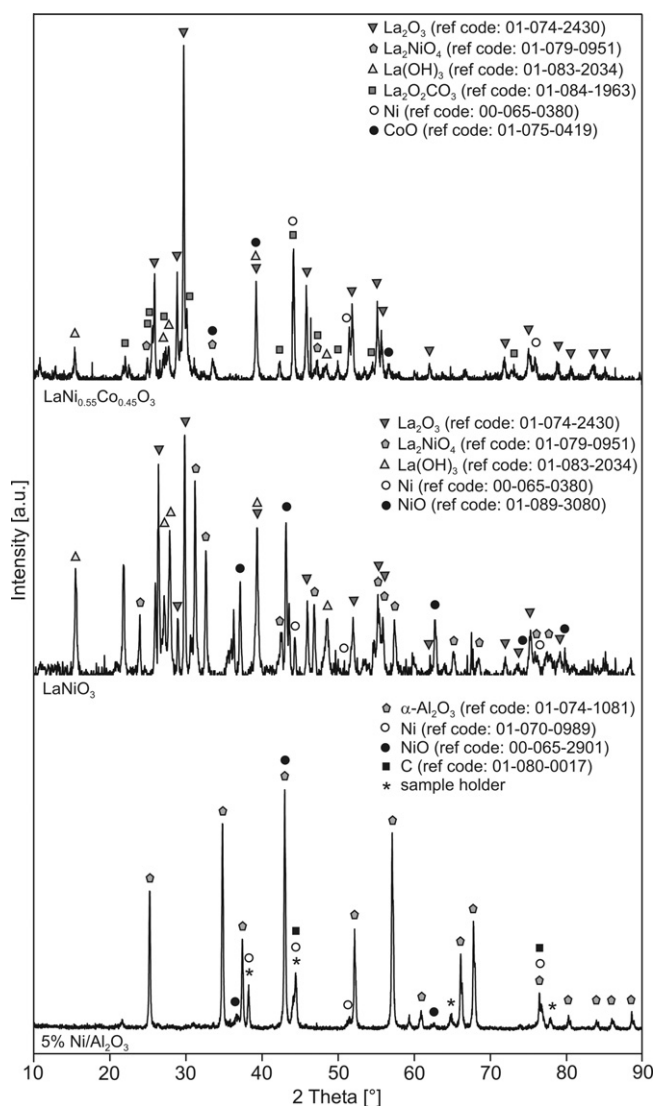 La₂O₃ (ref code: 01-074-2430)
La₂NiO₄ (ref code: 01-079-0951)
La(OH)₃ (ref code: 01-083-2034)
La₂O₂CO₃ (ref code: 01-084-1963)
Ni (ref code: 00-065-0380)
CoO (ref code: 01-075-0419)
LaNi₀.₅₅Co₀.₄₅O₃
La₂O₃ (ref code: 01-074-2430)
La₂NiO₄ (ref code: 01-079-0951)
La(OH)₃ (ref code: 01-083-2034)
Ni (ref code: 00-065-0380)
NiO (ref code: 01-089-3080)
Intensity [a.u.]
LaNiO₃
α-Al₂O₃ (ref code: 01-074-1081)
Ni (ref code: 01-070-0989)
NiO (ref code: 00-065-2901)
C (ref code: 01-080-0017)
* sample holder
5% Ni/Al₂O₃
10 20 30 40 50 60 70 80 90
2 Theta [°]